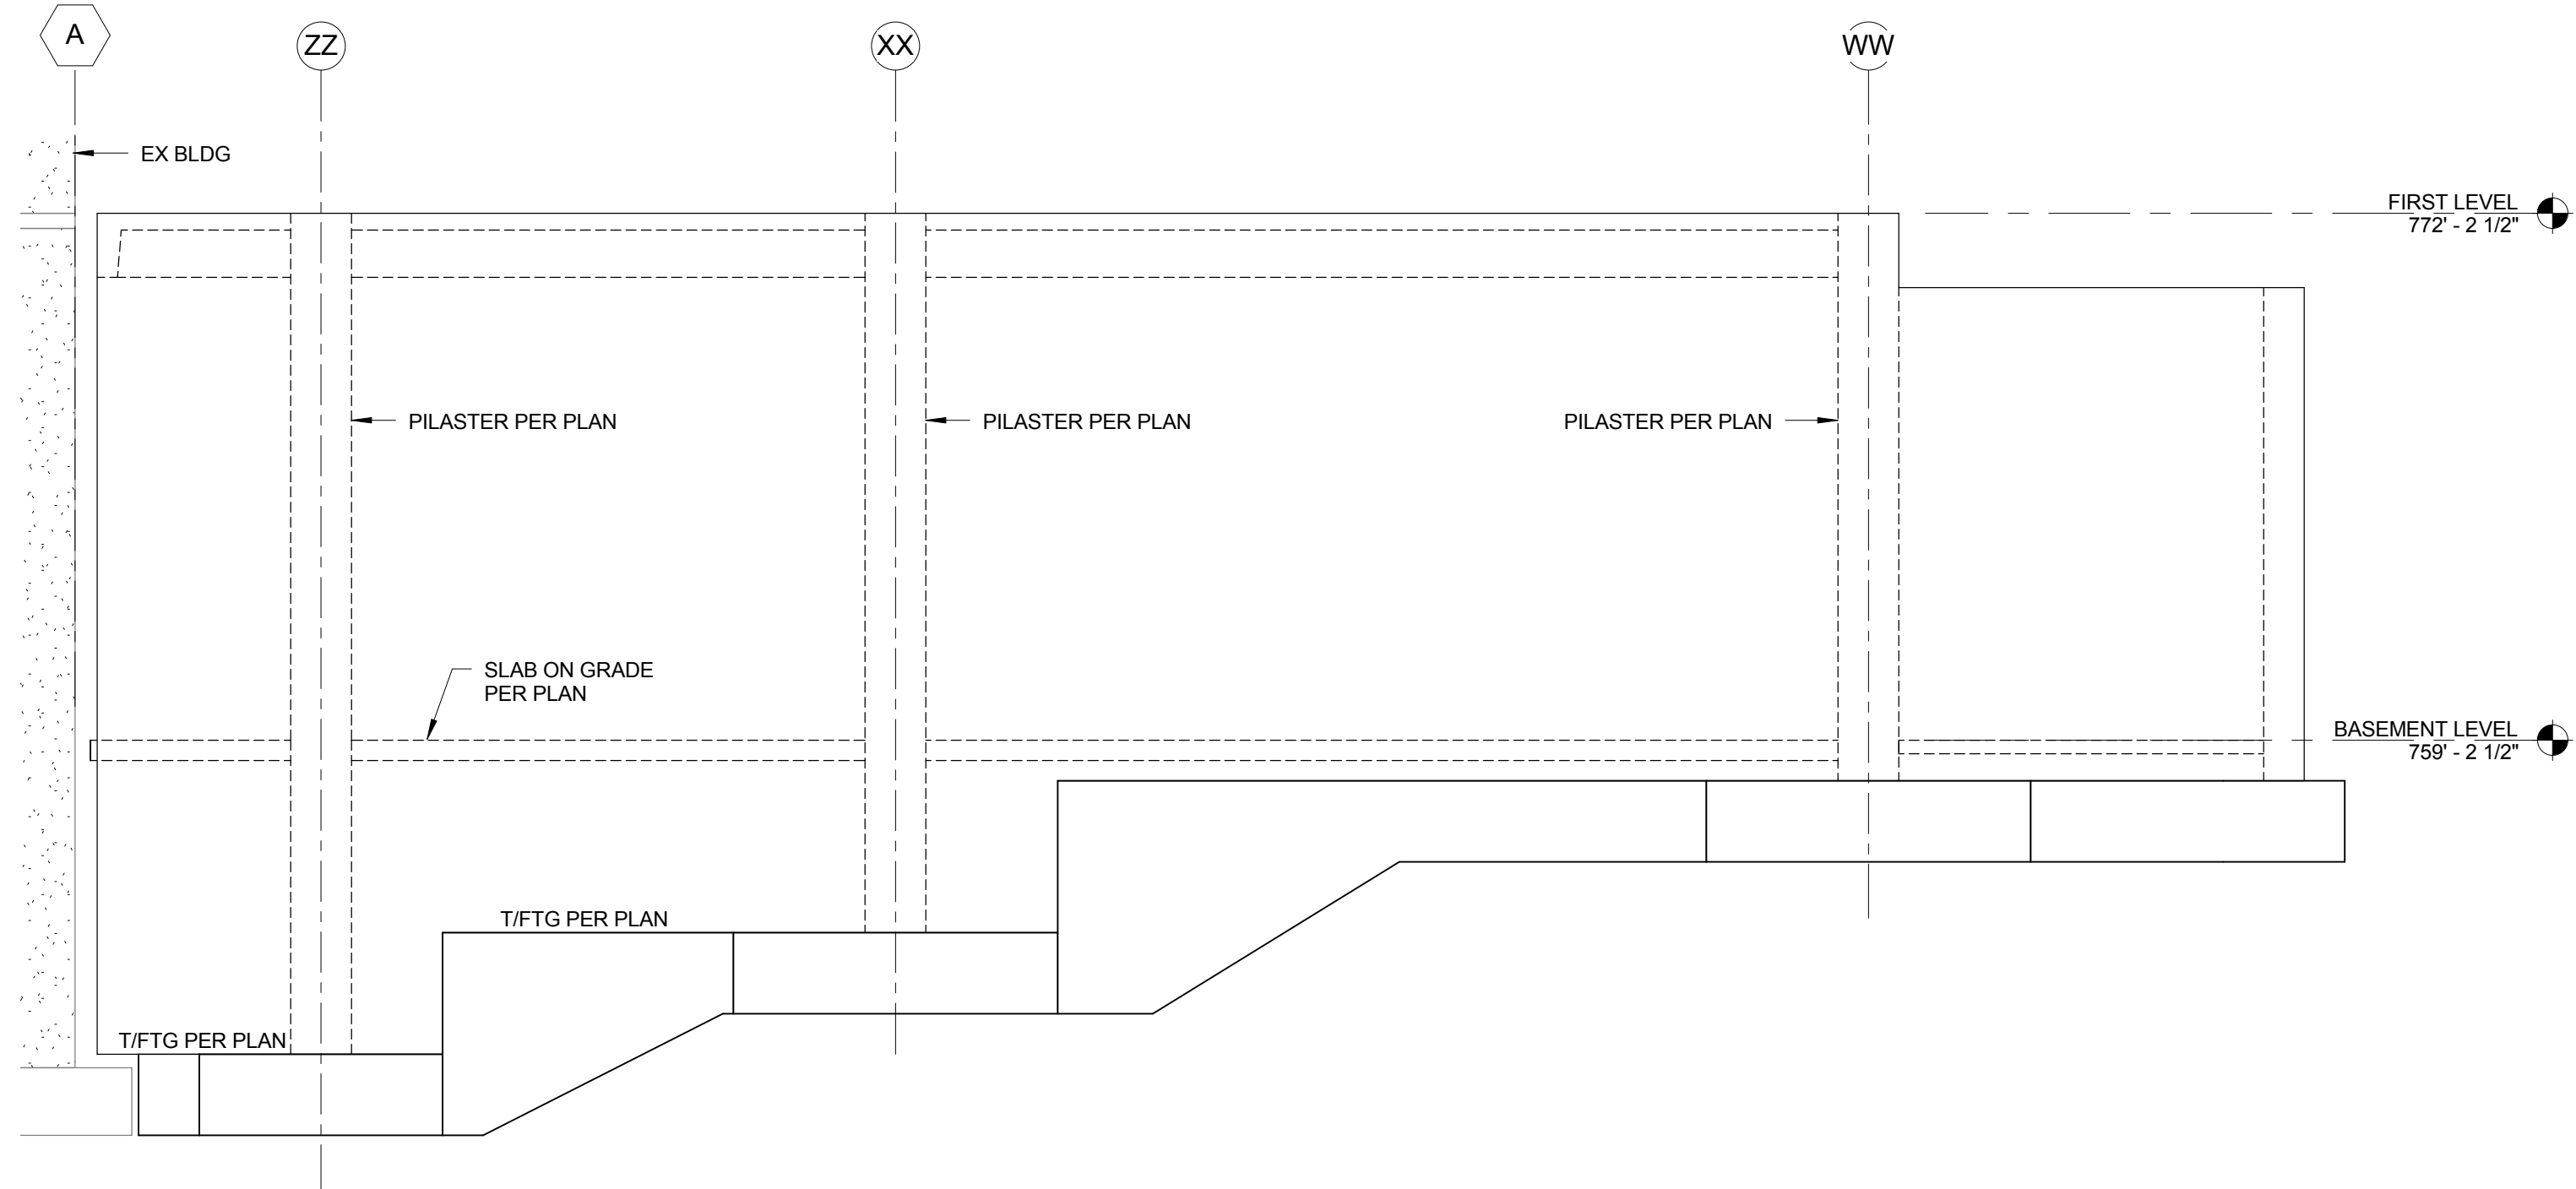 A
ZZ
XX
WW
EX BLDG
FIRST LEVEL
772' - 2 1/2"
PILASTER PER PLAN
PILASTER PER PLAN
PILASTER PER PLAN
SLAB ON GRADE
PER PLAN
BASEMENT LEVEL
759' - 2 1/2"
T/FTG PER PLAN
T/FTG PER PLAN